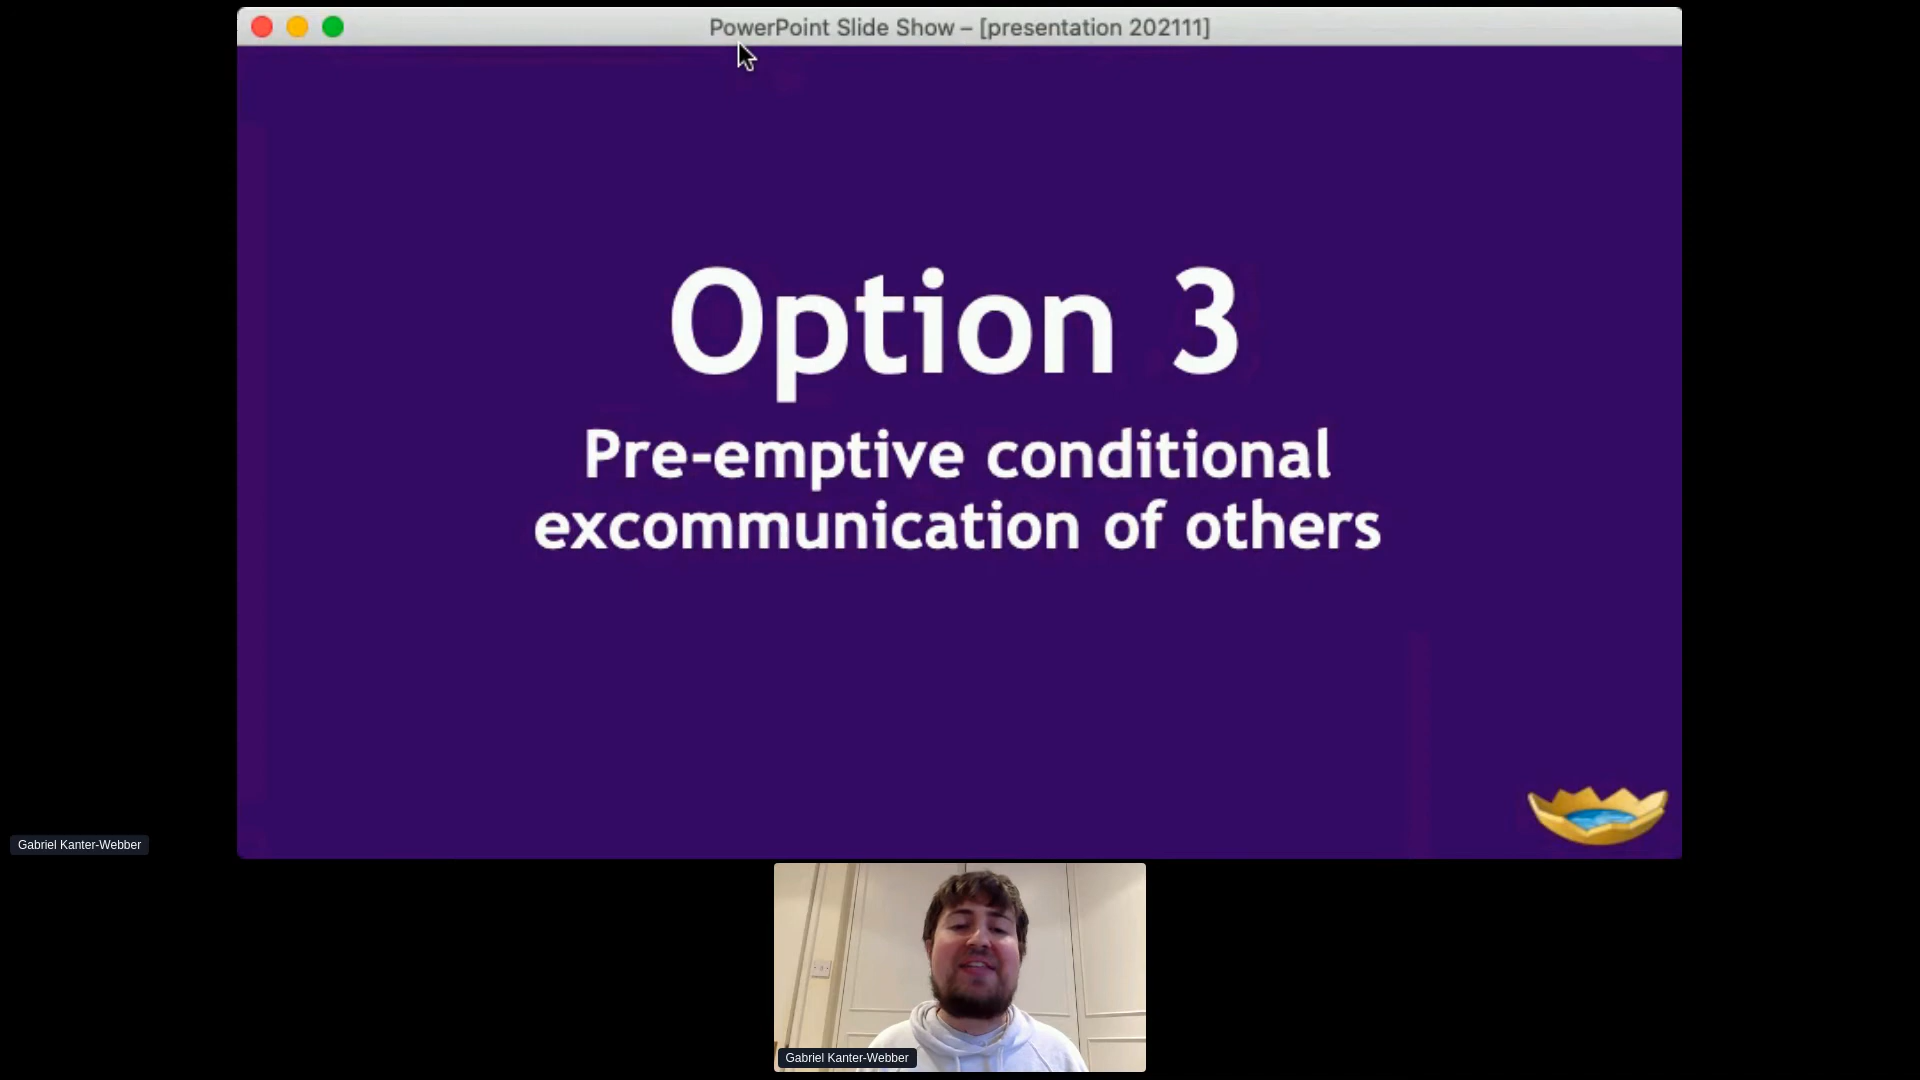 PowerPoint Slide Show – [presentation 202111]
Option 3
Pre-emptive conditional
excommunication of others
Gabriel Kanter-Webber
Gabriel Kanter-Webber